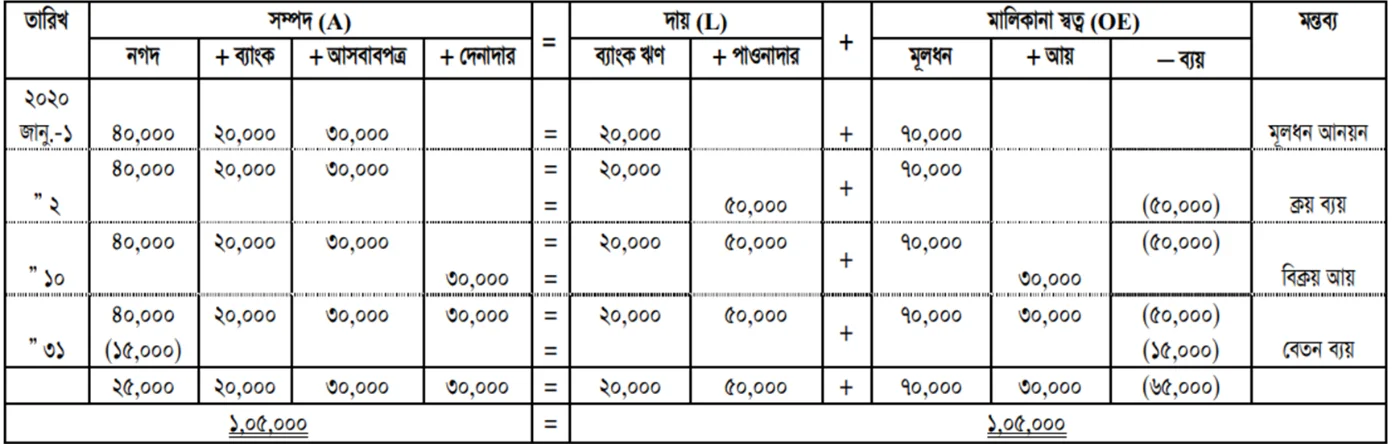 তারিখ সম্পদ (A) = দায় (L) + মালিকানা স্বত্ব (OE) মন্তব্য
নগদ + ব্যাংক + আসবাবপত্র + দেনাদার ব্যাংক ঋণ + পাওনাদার মূলধন + আয় – ব্যয়
২০২০
জানু.-১ ৪০,০০০ ২০,০০০ ৩০,০০০ = ২০,০০০ + ৭০,০০০ মূলধন আনয়ন
৪০,০০০ ২০,০০০ ৩০,০০০ = ২০,০০০ + ৭০,০০০
” ২ = ৫০,০০০ (৫০,০০০) ক্রয় ব্যয়
৪০,০০০ ২০,০০০ ৩০,০০০ = ২০,০০০ ৫০,০০০ + ৭০,০০০ (৫০,০০০)
” ১০ ৩০,০০০ = ৩০,০০০ বিক্রয় আয়
৪০,০০০ ২০,০০০ ৩০,০০০ ৩০,০০০ = ২০,০০০ ৫০,০০০ + ৭০,০০০ ৩০,০০০ (৫০,০০০)
” ৩১ (১৫,০০০) = (১৫,০০০) বেতন ব্যয়
২৫,০০০ ২০,০০০ ৩০,০০০ ৩০,০০০ = ২০,০০০ ৫০,০০০ + ৭০,০০০ ৩০,০০০ (৬৫,০০০)
১,০৫,০০০ = ১,০৫,০০০